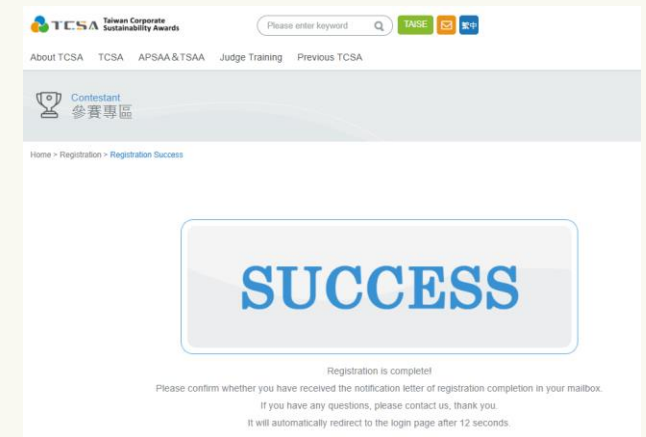 TCSA Taiwan Corporate Sustainability Awards
Please enter keyword
TAISE
繁中
About TCSA TCSA APSAA & TSAA Judge Training Previous TCSA
Contestant
參賽專區
Home > Registration > Registration Success
SUCCESS
Registration is complete!
Please confirm whether you have received the notification letter of registration completion in your mailbox.
If you have any questions, please contact us, thank you.
It will automatically redirect to the login page after 12 seconds.